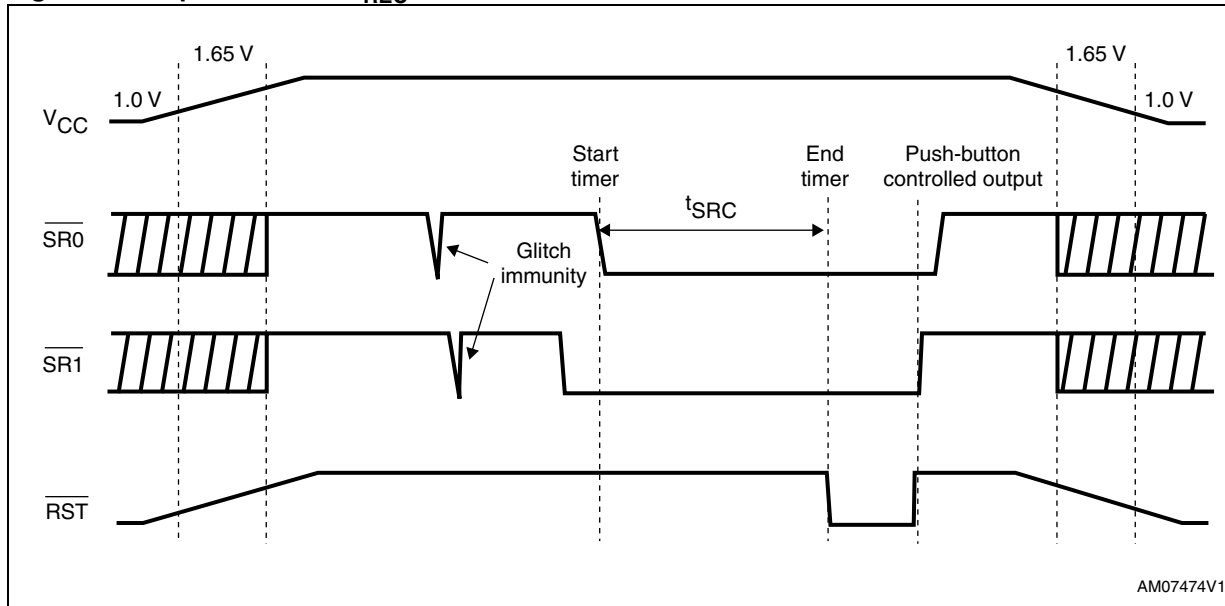 REC
1.65 V
1.65 V
1.0 V
1.0 V
VCC
Start
timer
End
timer
Push-button
controlled output
tSRC
SR0
Glitch
immunity
SR1
RST
AM07474V1